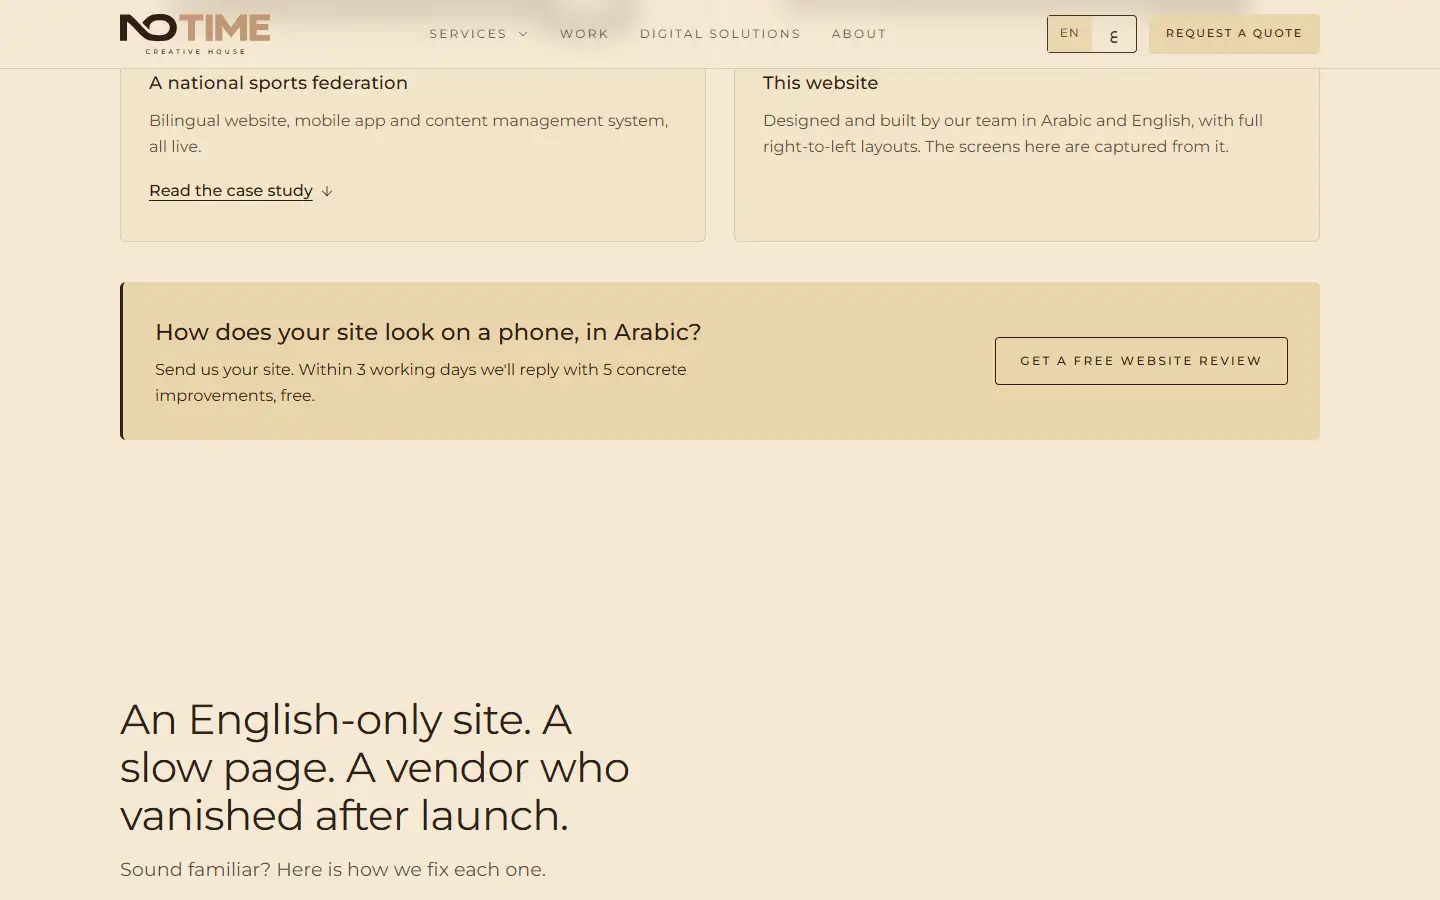 NOTIME
CREATIVE HOUSE
SERVICES
WORK
DIGITAL SOLUTIONS
ABOUT
EN
ع
REQUEST A QUOTE
A national sports federation
Bilingual website, mobile app and content management system,
all live.
Read the case study ↓
This website
Designed and built by our team in Arabic and English, with full
right-to-left layouts. The screens here are captured from it.
How does your site look on a phone, in Arabic?
Send us your site. Within 3 working days we'll reply with 5 concrete
improvements, free.
GET A FREE WEBSITE REVIEW
An English-only site. A
slow page. A vendor who
vanished after launch.
Sound familiar? Here is how we fix each one.